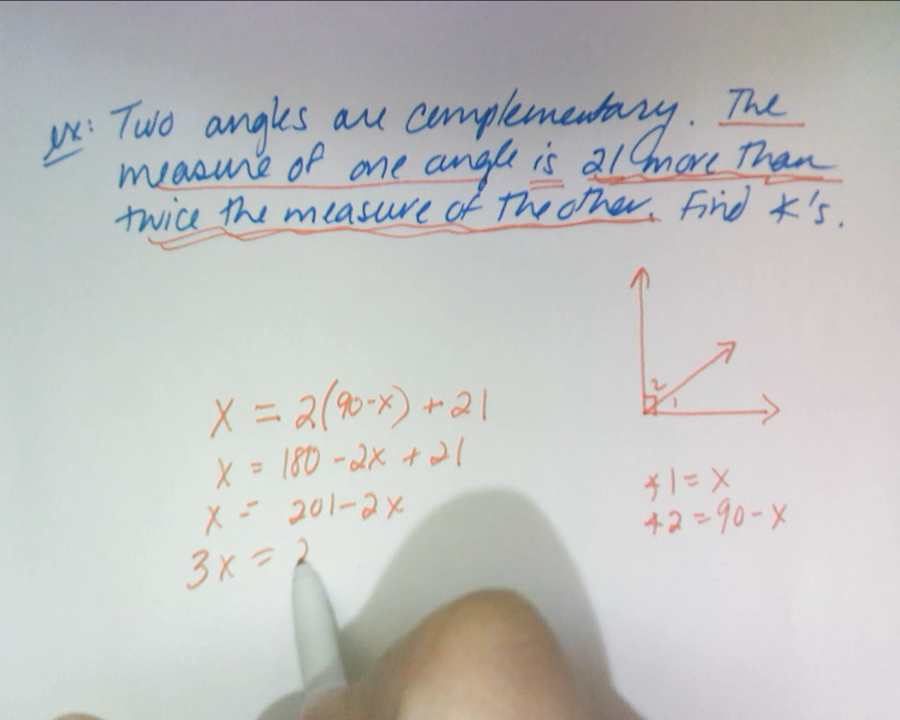 ex: Two angles are complementary. The
measure of one angle is 21 more than
twice the measure of the other. Find ∡'s.
x = 2(90-x) + 21
x = 180 - 2x + 21
x = 201 - 2x
3x = 2
2
1
∡1 = x
∡2 = 90 - x